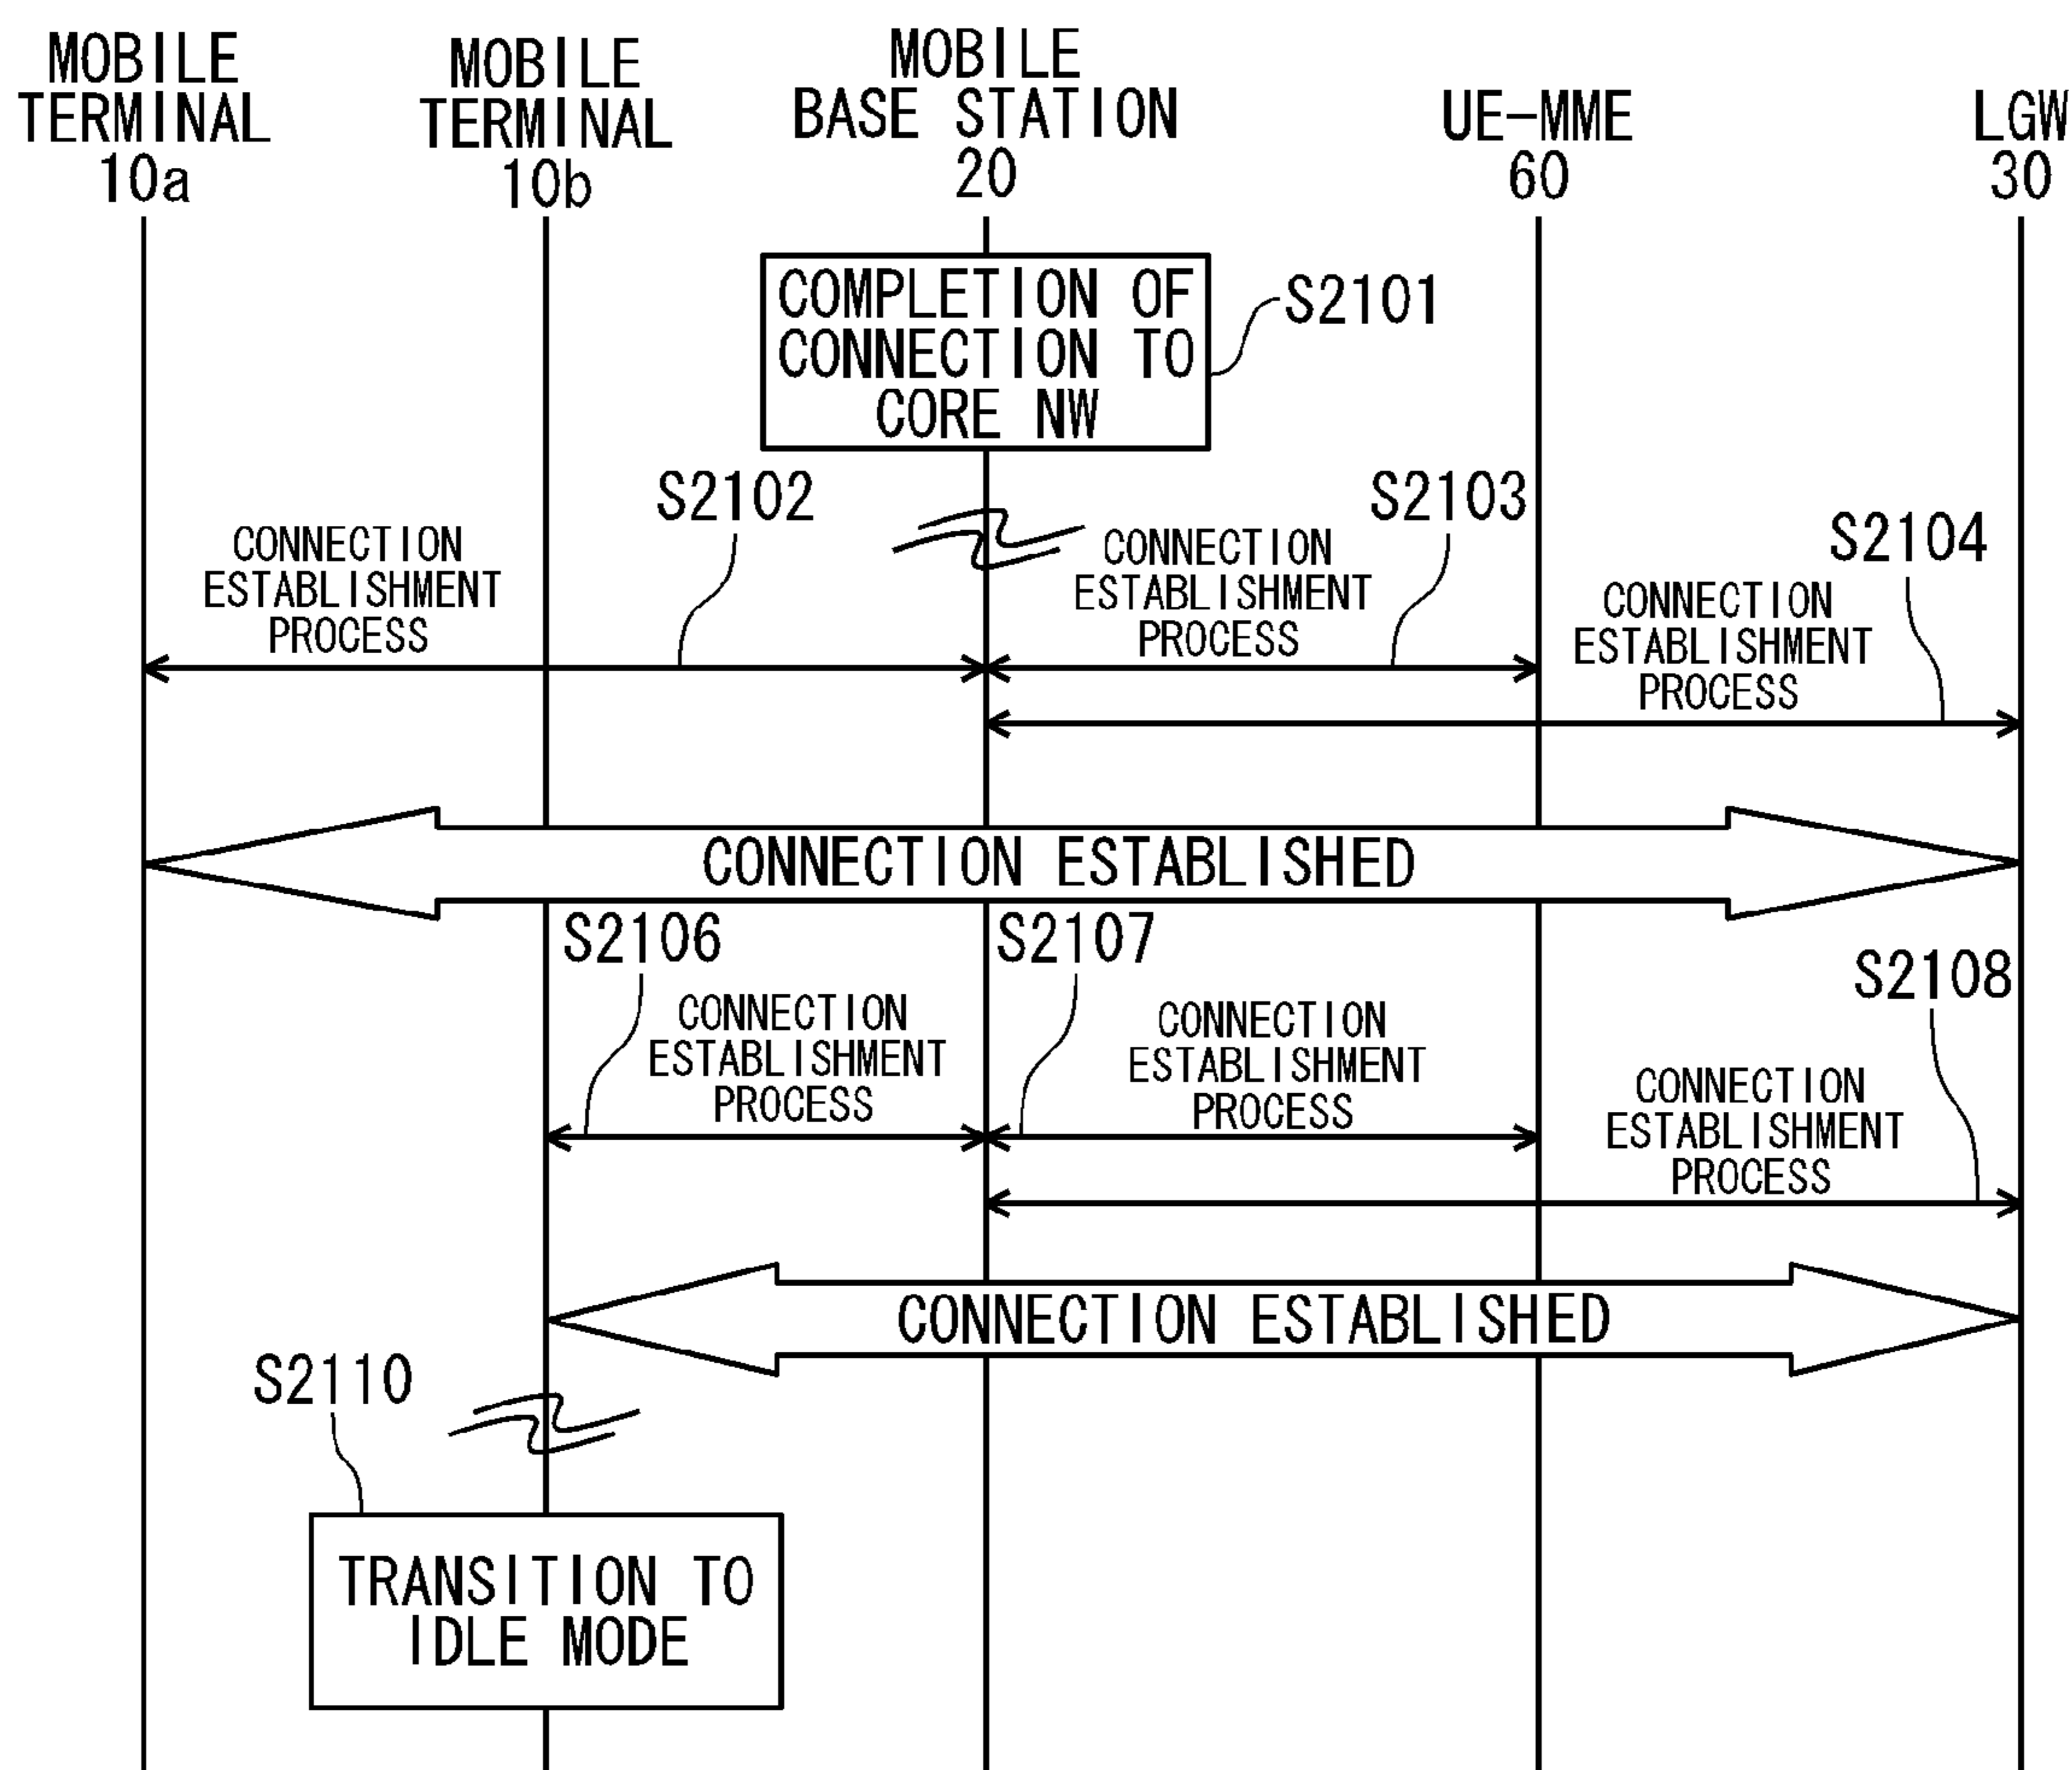 MOBILE
TERMINAL
10a
MOBILE
TERMINAL
10b
MOBILE
BASE STATION
20
UE-MME
60
LGW
30
COMPLETION OF
CONNECTION TO
CORE NW
S2101
S2102
S2103
S2104
CONNECTION
ESTABLISHMENT
PROCESS
CONNECTION
ESTABLISHMENT
PROCESS
CONNECTION
ESTABLISHMENT
PROCESS
CONNECTION ESTABLISHED
S2106
S2107
S2108
CONNECTION
ESTABLISHMENT
PROCESS
CONNECTION
ESTABLISHMENT
PROCESS
CONNECTION
ESTABLISHMENT
PROCESS
CONNECTION ESTABLISHED
S2110
TRANSITION TO
IDLE MODE